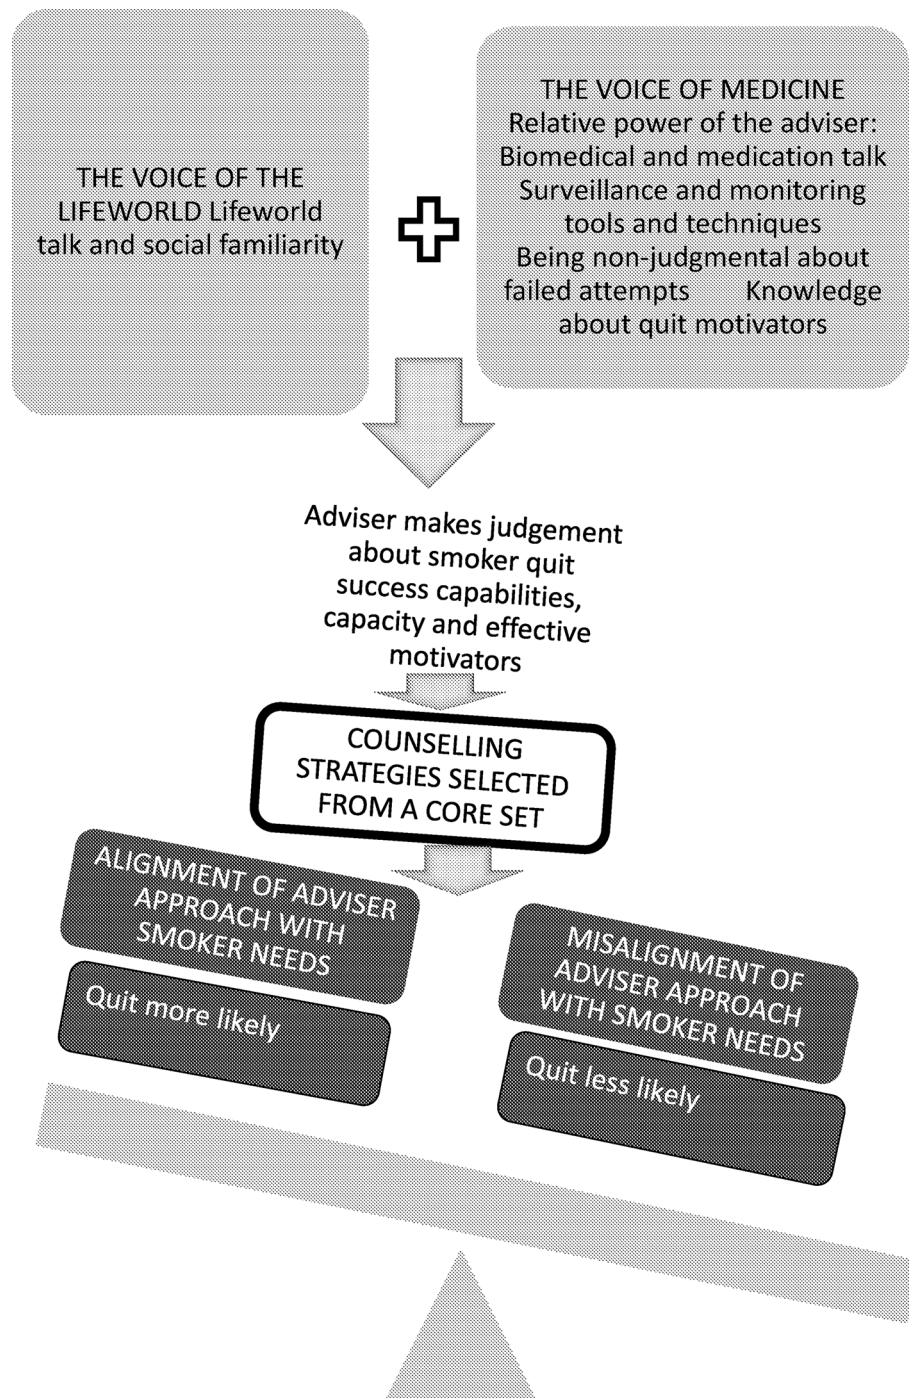 THE VOICE OF THE
LIFEWORLD Lifeworld
talk and social familiarity
THE VOICE OF MEDICINE
Relative power of the adviser:
Biomedical and medication talk
Surveillance and monitoring
tools and techniques
Being non-judgmental about
failed attempts Knowledge
about quit motivators
Adviser makes judgement
about smoker quit
success capabilities,
capacity and effective
motivators
COUNSELLING
STRATEGIES SELECTED
FROM A CORE SET
ALIGNMENT OF ADVISER
APPROACH WITH
SMOKER NEEDS
Quit more likely
MISALIGNMENT OF
ADVISER APPROACH
WITH SMOKER NEEDS
Quit less likely